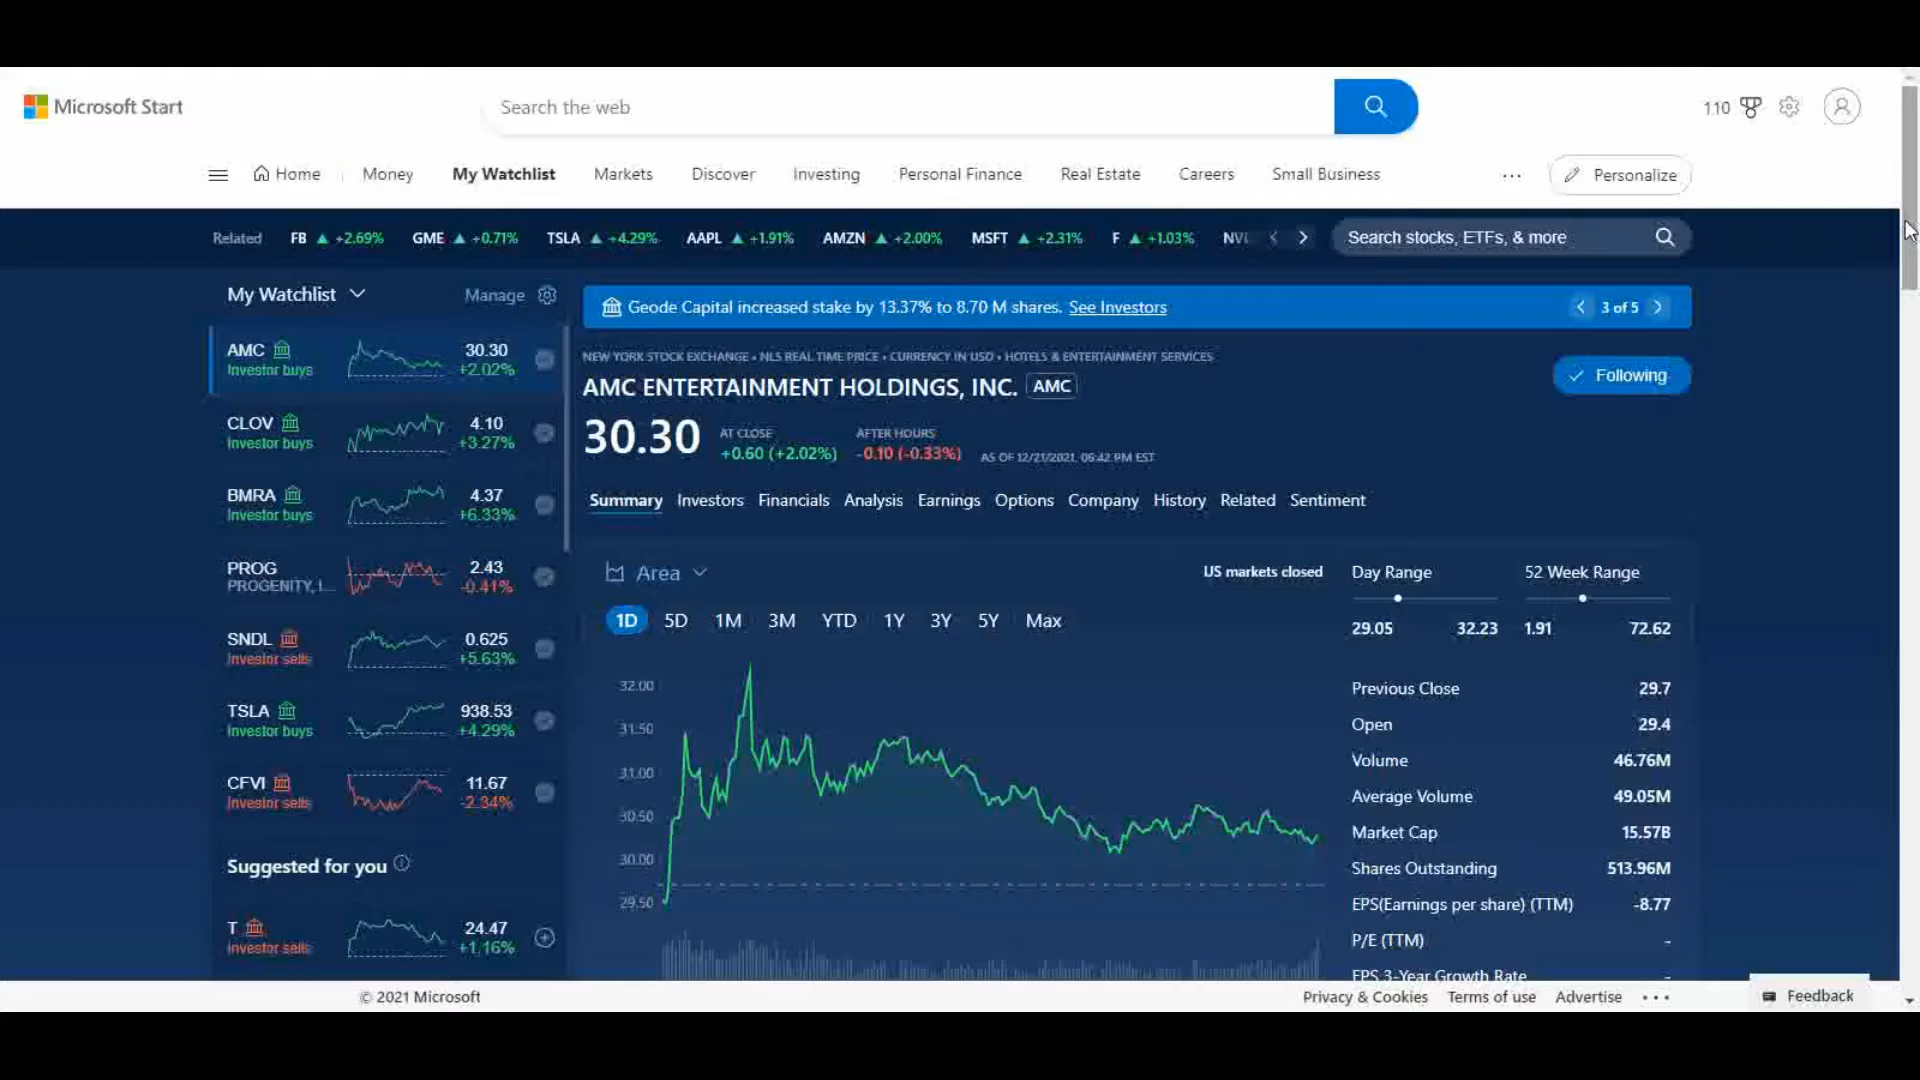 Microsoft Start
Search the web
110
Home
Money
My Watchlist
Markets
Discover
Investing
Personal Finance
Real Estate
Careers
Small Business
...
Personalize
Related
FB ▲ +2.69%
GME ▲ +0.71%
TSLA ▲ +4.29%
AAPL ▲ +1.91%
AMZN ▲ +2.00%
MSFT ▲ +2.31%
F ▲ +1.03%
Search stocks, ETFs, & more
My Watchlist
Manage
AMC 30.30
Investor buys +2.02%
CLOV 4.10
Investor buys +3.27%
BMRA 4.37
Investor buys +6.33%
PROG 2.43
PROGENITY, I... -0.41%
SNDL 0.625
Investor sells +5.63%
TSLA 938.53
Investor buys +4.29%
CFVI 11.67
Investor sells -2.34%
Suggested for you
T 24.47
Investor sells +1.16%
Geode Capital increased stake by 13.37% to 8.70 M shares. See Investors
3 of 5
NEW YORK STOCK EXCHANGE • NLS REAL TIME PRICE • CURRENCY IN USD • HOTELS & ENTERTAINMENT SERVICES
AMC ENTERTAINMENT HOLDINGS, INC. AMC
Following
30.30
AT CLOSE
+0.60 (+2.02%)
AFTER HOURS
-0.10 (-0.33%)
AS OF 12/21/2021, 06:42 PM EST
Summary Investors Financials Analysis Earnings Options Company History Related Sentiment
Area
US markets closed
1D 5D 1M 3M YTD 1Y 3Y 5Y Max
32.00
31.50
31.00
30.50
30.00
29.50
Day Range
29.05 32.23
52 Week Range
1.91 72.62
Previous Close 29.7
Open 29.4
Volume 46.76M
Average Volume 49.05M
Market Cap 15.57B
Shares Outstanding 513.96M
EPS(Earnings per share) (TTM) -8.77
P/E (TTM) -
EPS 3-Year Growth Rate -
© 2021 Microsoft
Privacy & Cookies
Terms of use
Advertise
...
Feedback